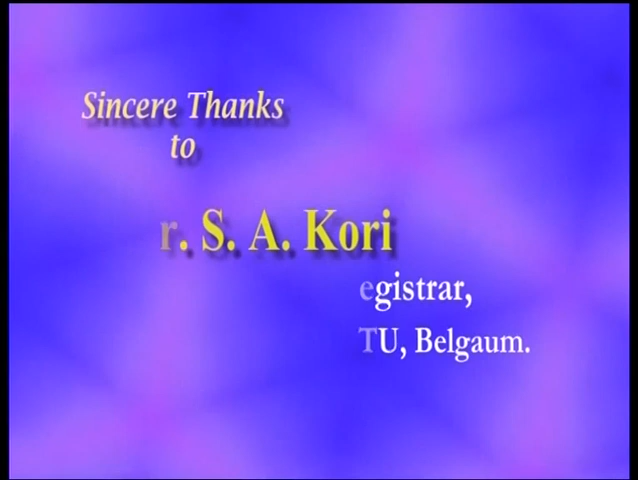 Sincere Thanks
to
r. S. A. Kori
egistrar,
TU, Belgaum.